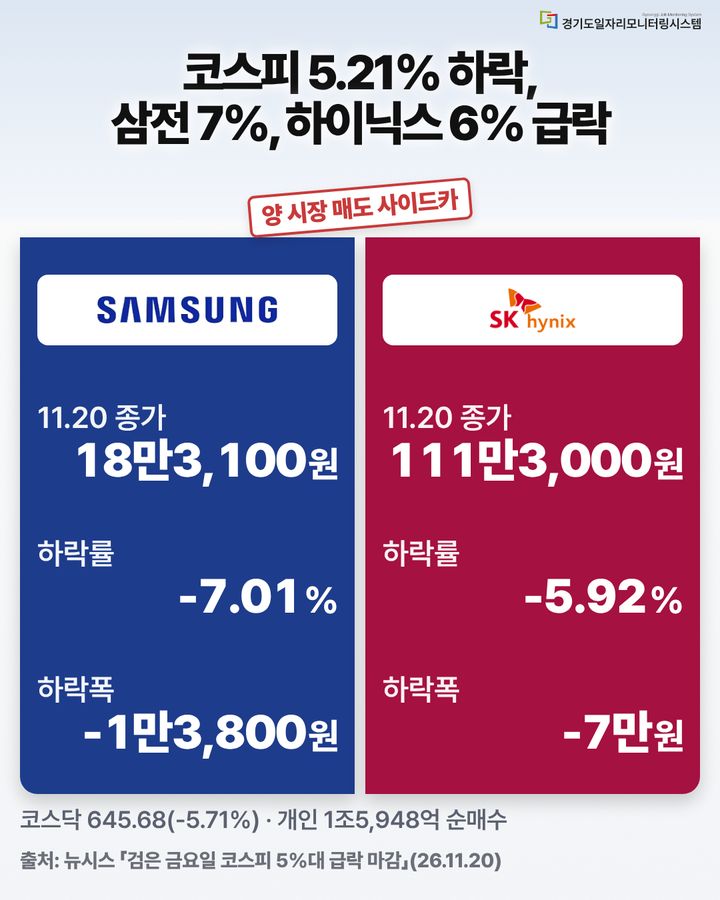 경기도일자리모니터링시스템
코스피 5.21% 하락,
삼전 7%, 하이닉스 6% 급락
양 시장 매도 사이드카
SAMSUNG
11.20 종가
18만3,100원
하락률
-7.01%
하락폭
-1만3,800원
SK hynix
11.20 종가
111만3,000원
하락률
-5.92%
하락폭
-7만원
코스닥 645.68(-5.71%) · 개인 1조5,948억 순매수
출처: 뉴시스 「검은 금요일 코스피 5%대 급락 마감」(26.11.20)